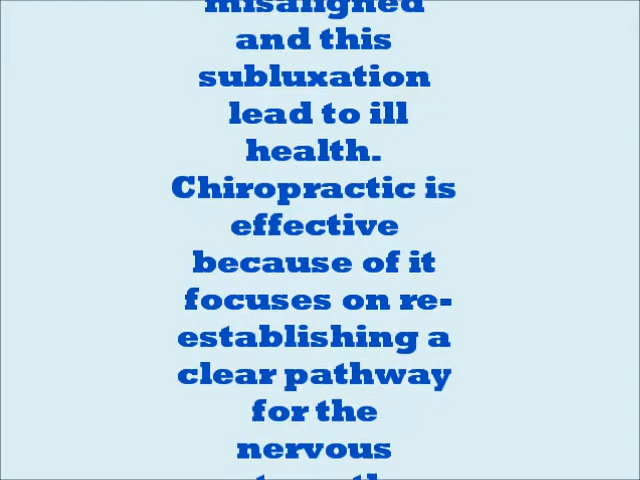 misaligned
and this
subluxation
lead to ill
health.
Chiropractic is
effective
because of it
focuses on re-
establishing a
clear pathway
for the
nervous